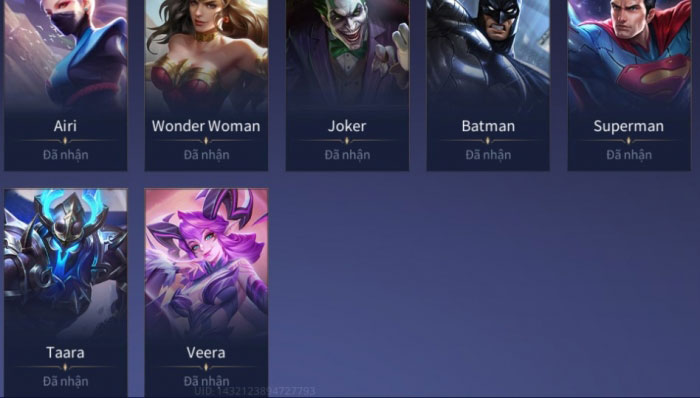 Airi
Wonder Woman
Joker
Batman
Superman
Đã nhận
Đã nhận
Đã nhận
Đã nhận
Đã nhận
Taara
Veera
Đã nhận
Đã nhận
UID: 1432123894727793